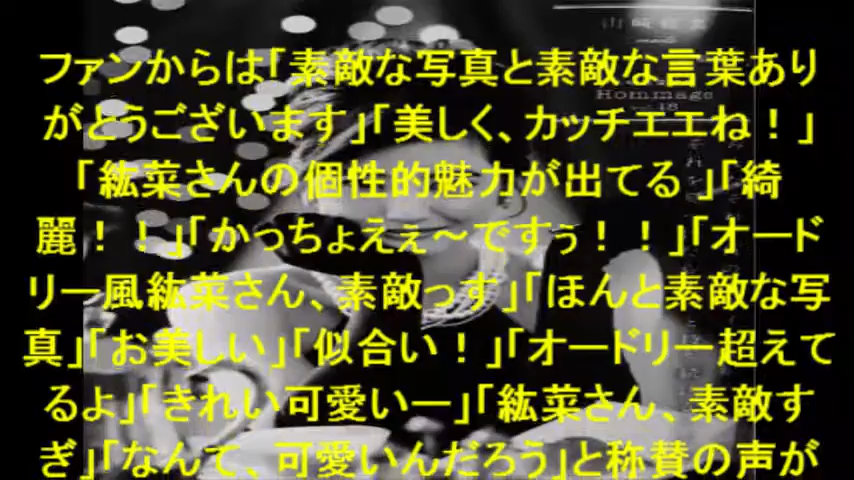 山崎紘菜
Hommage
18
ファンからは「素敵な写真と素敵な言葉あり
がとうございます」「美しく、カッチエエね！」
「紘菜さんの個性的魅力が出てる 」「綺
麗！！」「かっちょえぇ～ですぅ！！」「オード
リー風紘菜さん、素敵っす」「ほんと素敵な写
真」「お美しい」「似合い！」「オードリー超えて
るよ」「きれい可愛いー」「紘菜さん、素敵す
ぎ」「なんて、可愛いんだろう」と称賛の声が